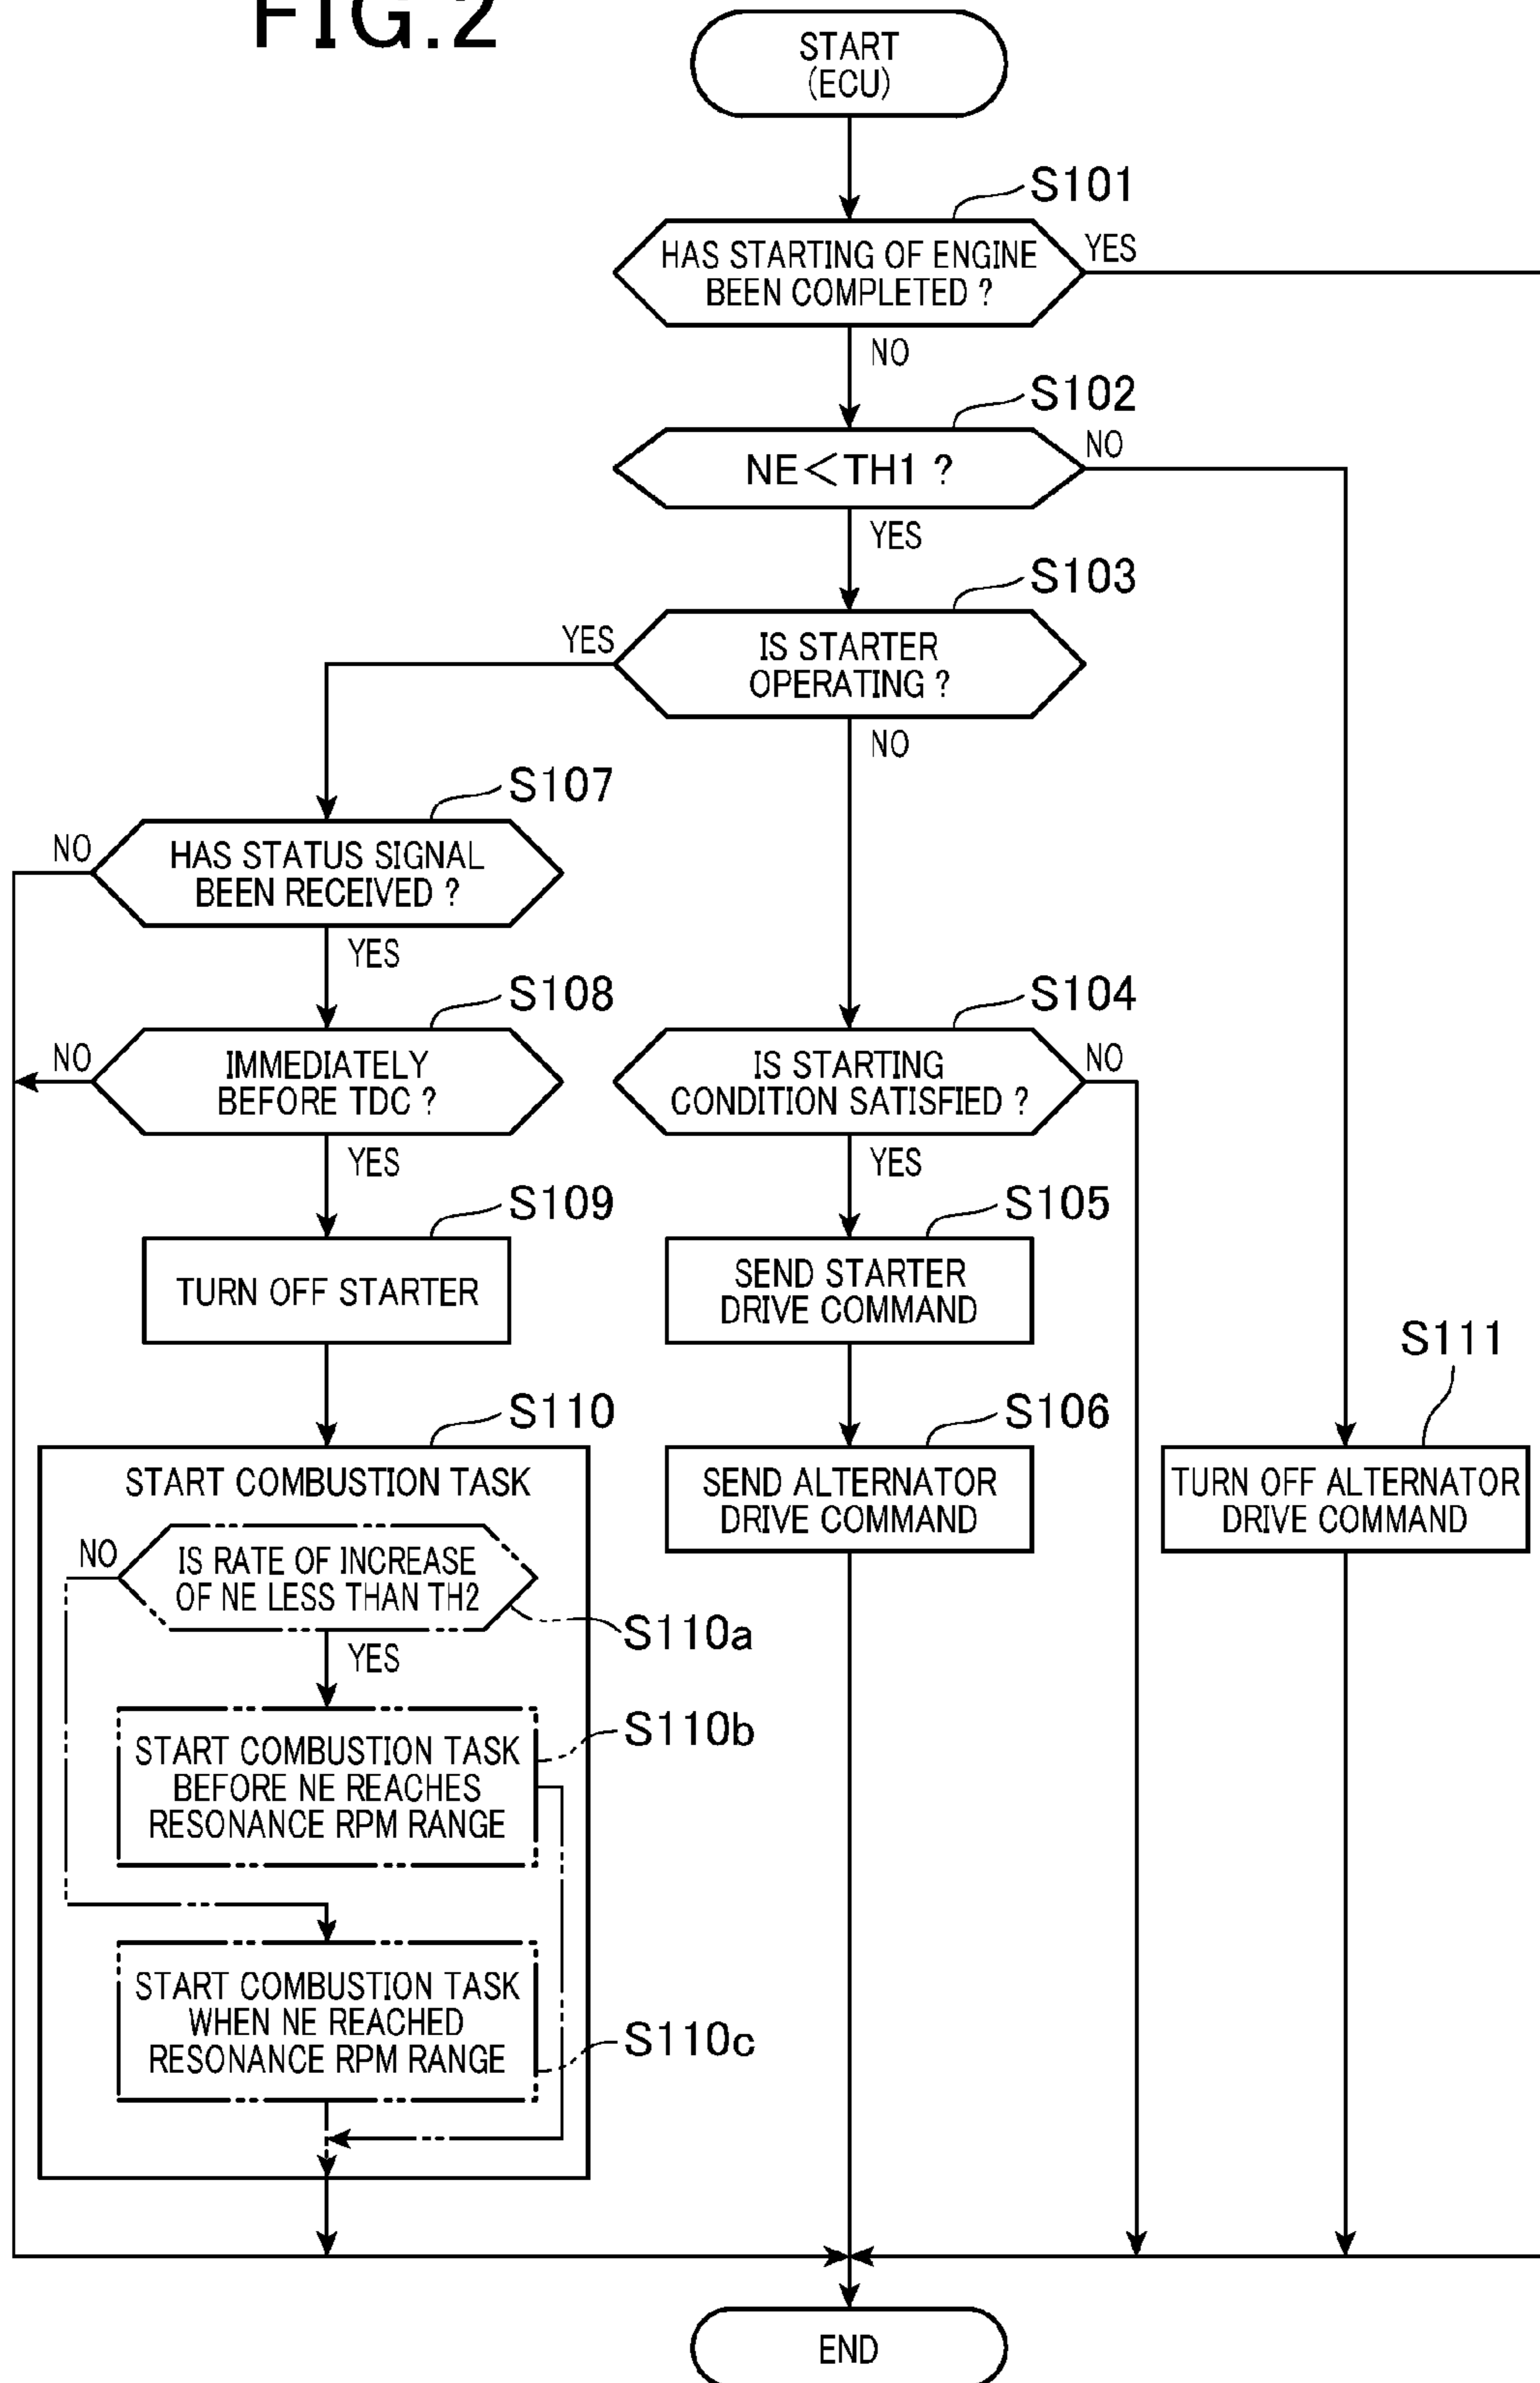 FIG.2
START
(ECU)
S101
HAS STARTING OF ENGINE
BEEN COMPLETED ?
YES
NO
S102
NE<TH1 ?
NO
YES
S103
IS STARTER
OPERATING ?
YES
NO
S107
HAS STATUS SIGNAL
BEEN RECEIVED ?
NO
YES
S108
IMMEDIATELY
BEFORE TDC ?
NO
YES
S104
IS STARTING
CONDITION SATISFIED ?
NO
YES
S109
TURN OFF STARTER
S105
SEND STARTER
DRIVE COMMAND
S110
START COMBUSTION TASK
S106
SEND ALTERNATOR
DRIVE COMMAND
S111
TURN OFF ALTERNATOR
DRIVE COMMAND
NO
IS RATE OF INCREASE
OF NE LESS THAN TH2
S110a
YES
S110b
START COMBUSTION TASK
BEFORE NE REACHES
RESONANCE RPM RANGE
START COMBUSTION TASK
WHEN NE REACHED
RESONANCE RPM RANGE
S110c
END